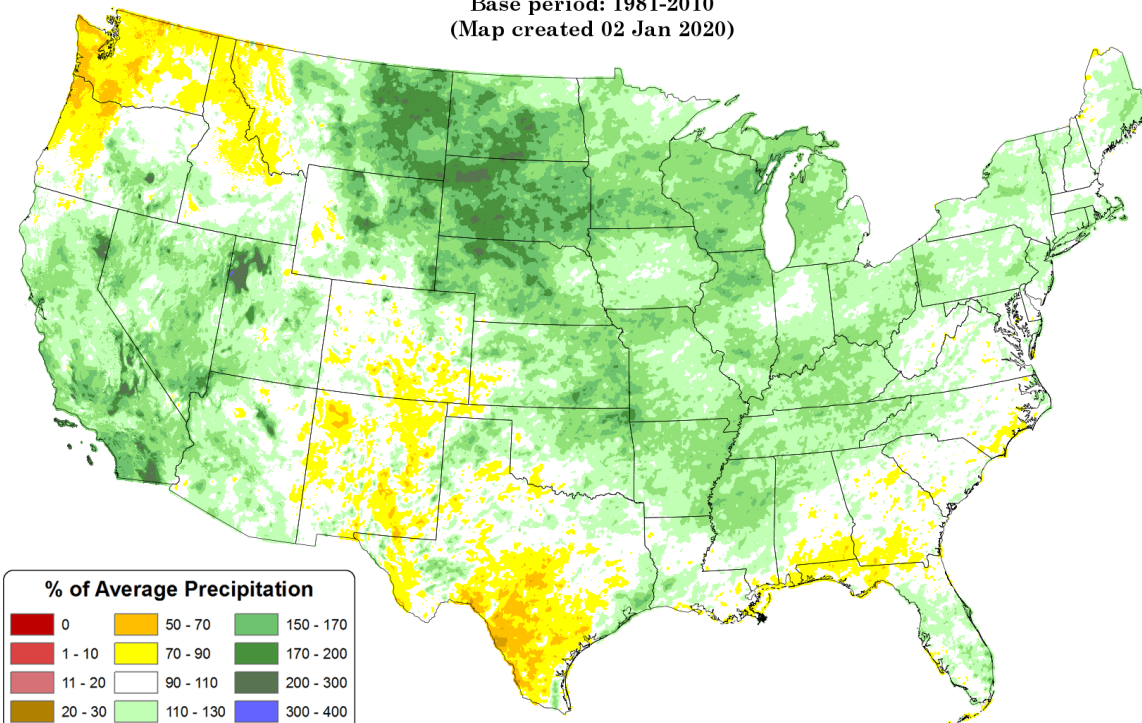 Base period: 1981-2010
(Map created 02 Jan 2020)
% of Average Precipitation
0
50 - 70
150 - 170
1 - 10
70 - 90
170 - 200
11 - 20
90 - 110
200 - 300
20 - 30
110 - 130
300 - 400